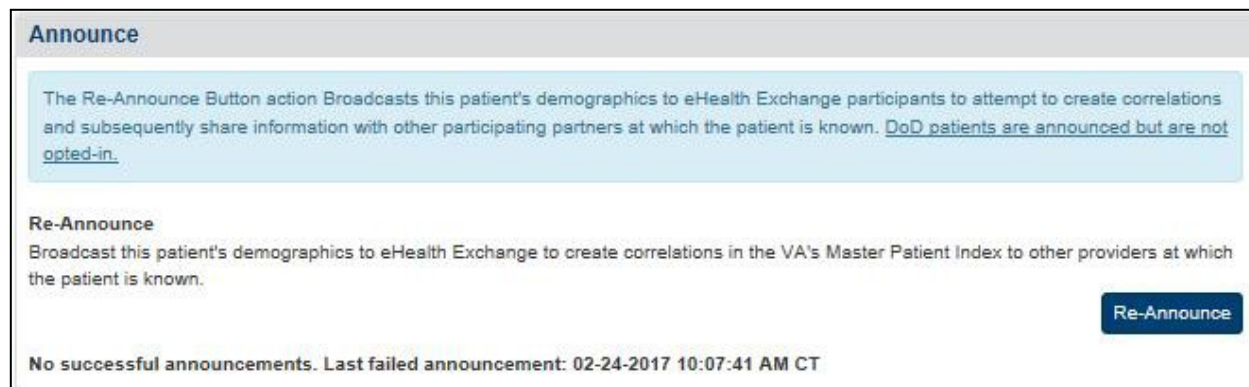 Announce
The Re-Announce Button action Broadcasts this patient's demographics to eHealth Exchange participants to attempt to create correlations
and subsequently share information with other participating partners at which the patient is known. DoD patients are announced but are not
opted-in.
Re-Announce
Broadcast this patient's demographics to eHealth Exchange to create correlations in the VA's Master Patient Index to other providers at which
the patient is known.
Re-Announce
No successful announcements. Last failed announcement: 02-24-2017 10:07:41 AM CT